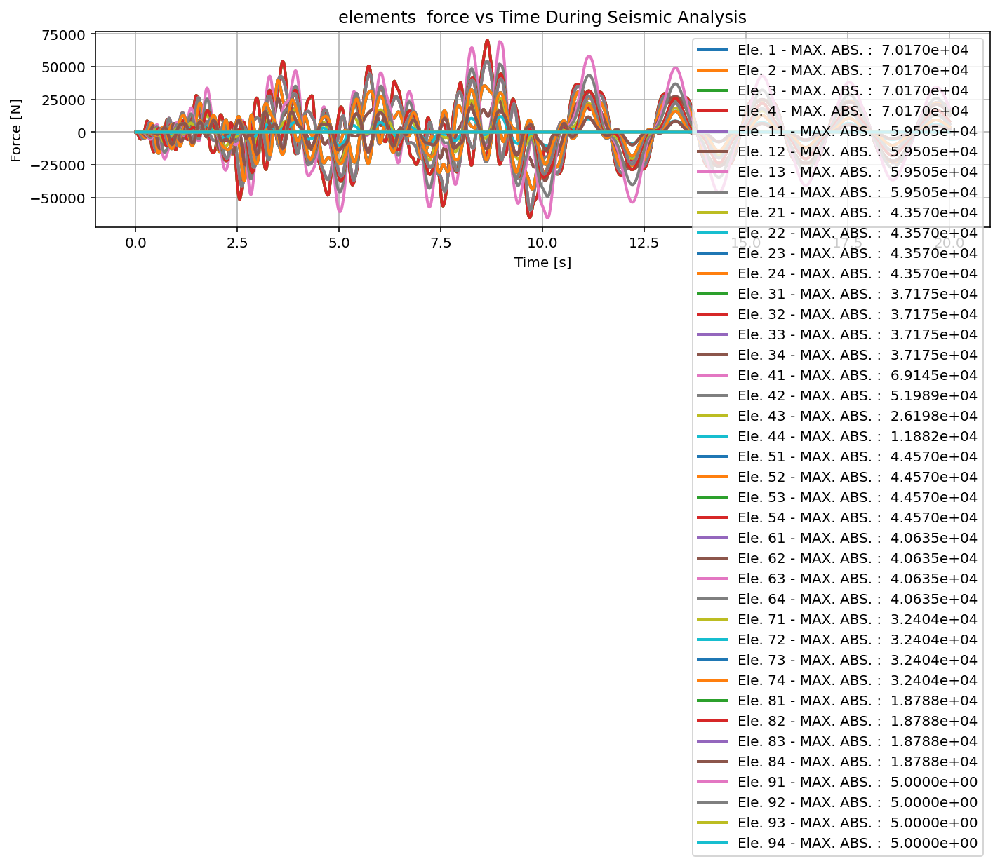 elements  force vs Time During Seismic Analysis
75000
50000
25000
0
−25000
−50000
Force [N]
0.0
2.5
5.0
7.5
10.0
12.5
15.0
17.5
20.0
Time [s]
Ele. 1 - MAX. ABS. :  7.0170e+04
Ele. 2 - MAX. ABS. :  7.0170e+04
Ele. 3 - MAX. ABS. :  7.0170e+04
Ele. 4 - MAX. ABS. :  7.0170e+04
Ele. 11 - MAX. ABS. :  5.9505e+04
Ele. 12 - MAX. ABS. :  5.9505e+04
Ele. 13 - MAX. ABS. :  5.9505e+04
Ele. 14 - MAX. ABS. :  5.9505e+04
Ele. 21 - MAX. ABS. :  4.3570e+04
Ele. 22 - MAX. ABS. :  4.3570e+04
Ele. 23 - MAX. ABS. :  4.3570e+04
Ele. 24 - MAX. ABS. :  4.3570e+04
Ele. 31 - MAX. ABS. :  3.7175e+04
Ele. 32 - MAX. ABS. :  3.7175e+04
Ele. 33 - MAX. ABS. :  3.7175e+04
Ele. 34 - MAX. ABS. :  3.7175e+04
Ele. 41 - MAX. ABS. :  6.9145e+04
Ele. 42 - MAX. ABS. :  5.1989e+04
Ele. 43 - MAX. ABS. :  2.6198e+04
Ele. 44 - MAX. ABS. :  1.1882e+04
Ele. 51 - MAX. ABS. :  4.4570e+04
Ele. 52 - MAX. ABS. :  4.4570e+04
Ele. 53 - MAX. ABS. :  4.4570e+04
Ele. 54 - MAX. ABS. :  4.4570e+04
Ele. 61 - MAX. ABS. :  4.0635e+04
Ele. 62 - MAX. ABS. :  4.0635e+04
Ele. 63 - MAX. ABS. :  4.0635e+04
Ele. 64 - MAX. ABS. :  4.0635e+04
Ele. 71 - MAX. ABS. :  3.2404e+04
Ele. 72 - MAX. ABS. :  3.2404e+04
Ele. 73 - MAX. ABS. :  3.2404e+04
Ele. 74 - MAX. ABS. :  3.2404e+04
Ele. 81 - MAX. ABS. :  1.8788e+04
Ele. 82 - MAX. ABS. :  1.8788e+04
Ele. 83 - MAX. ABS. :  1.8788e+04
Ele. 84 - MAX. ABS. :  1.8788e+04
Ele. 91 - MAX. ABS. :  5.0000e+00
Ele. 92 - MAX. ABS. :  5.0000e+00
Ele. 93 - MAX. ABS. :  5.0000e+00
Ele. 94 - MAX. ABS. :  5.0000e+00